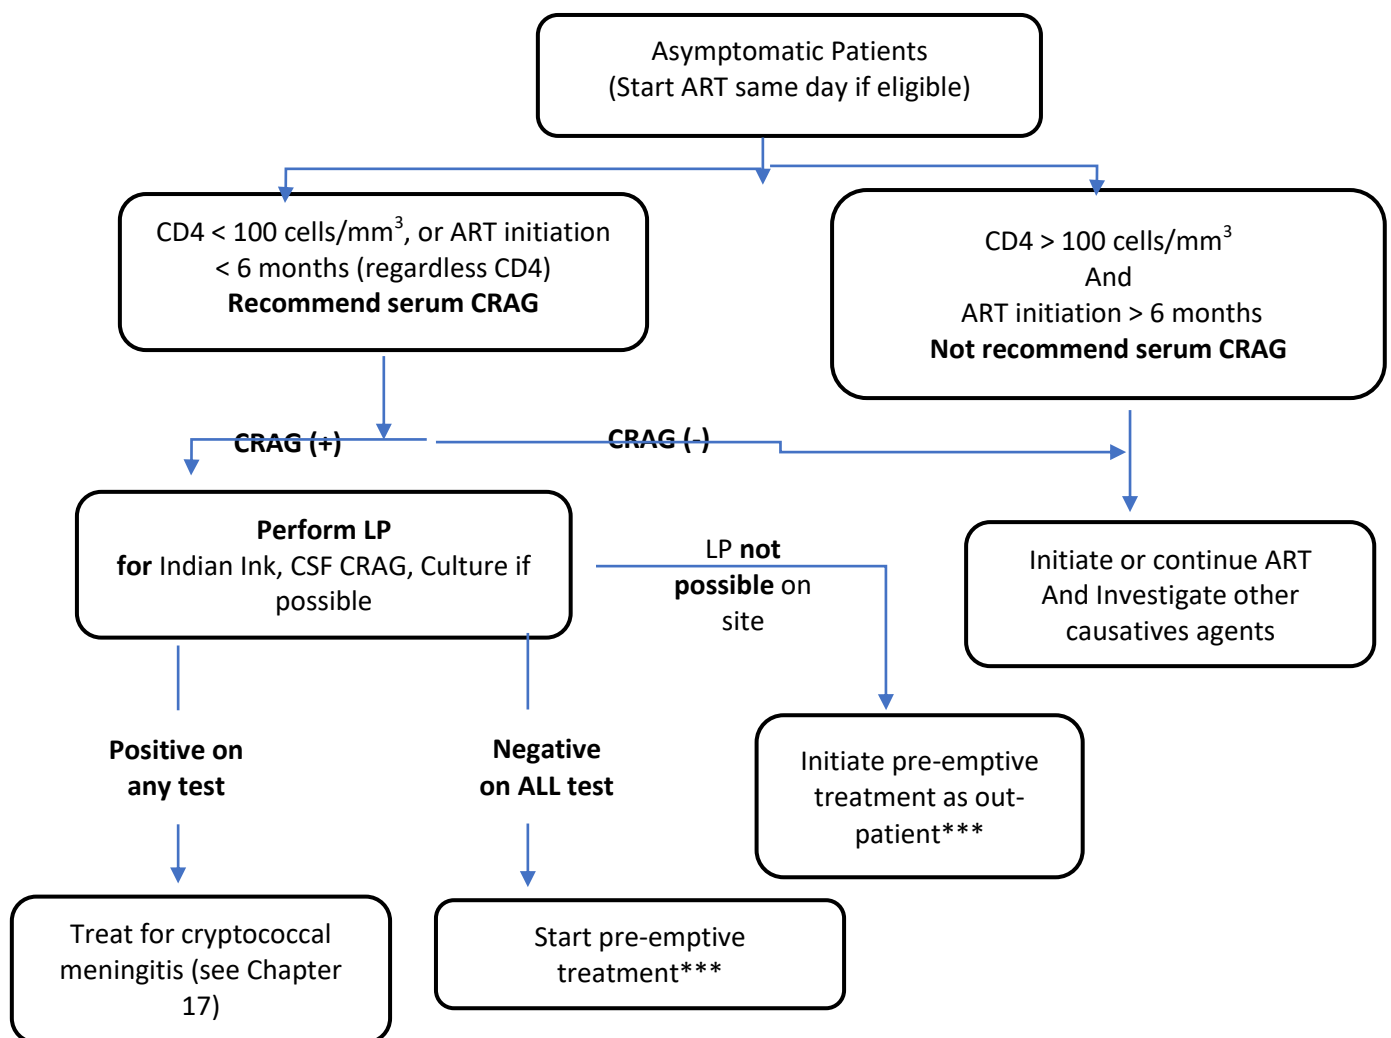 Asymptomatic Patients
(Start ART same day if eligible)
CD4 < 100 cells/mm³, or ART initiation
< 6 months (regardless CD4)
Recommend serum CRAG
CD4 > 100 cells/mm³
And
ART initiation > 6 months
Not recommend serum CRAG
CRAG (+)
CRAG (-)
Perform LP
for Indian Ink, CSF CRAG, Culture if
possible
LP not
possible on
site
Initiate or continue ART
And Investigate other
causatives agents
Positive on
any test
Negative
on ALL test
Initiate pre-emptive
treatment as out-
patient***
Treat for cryptococcal
meningitis (see Chapter
17)
Start pre-emptive
treatment***